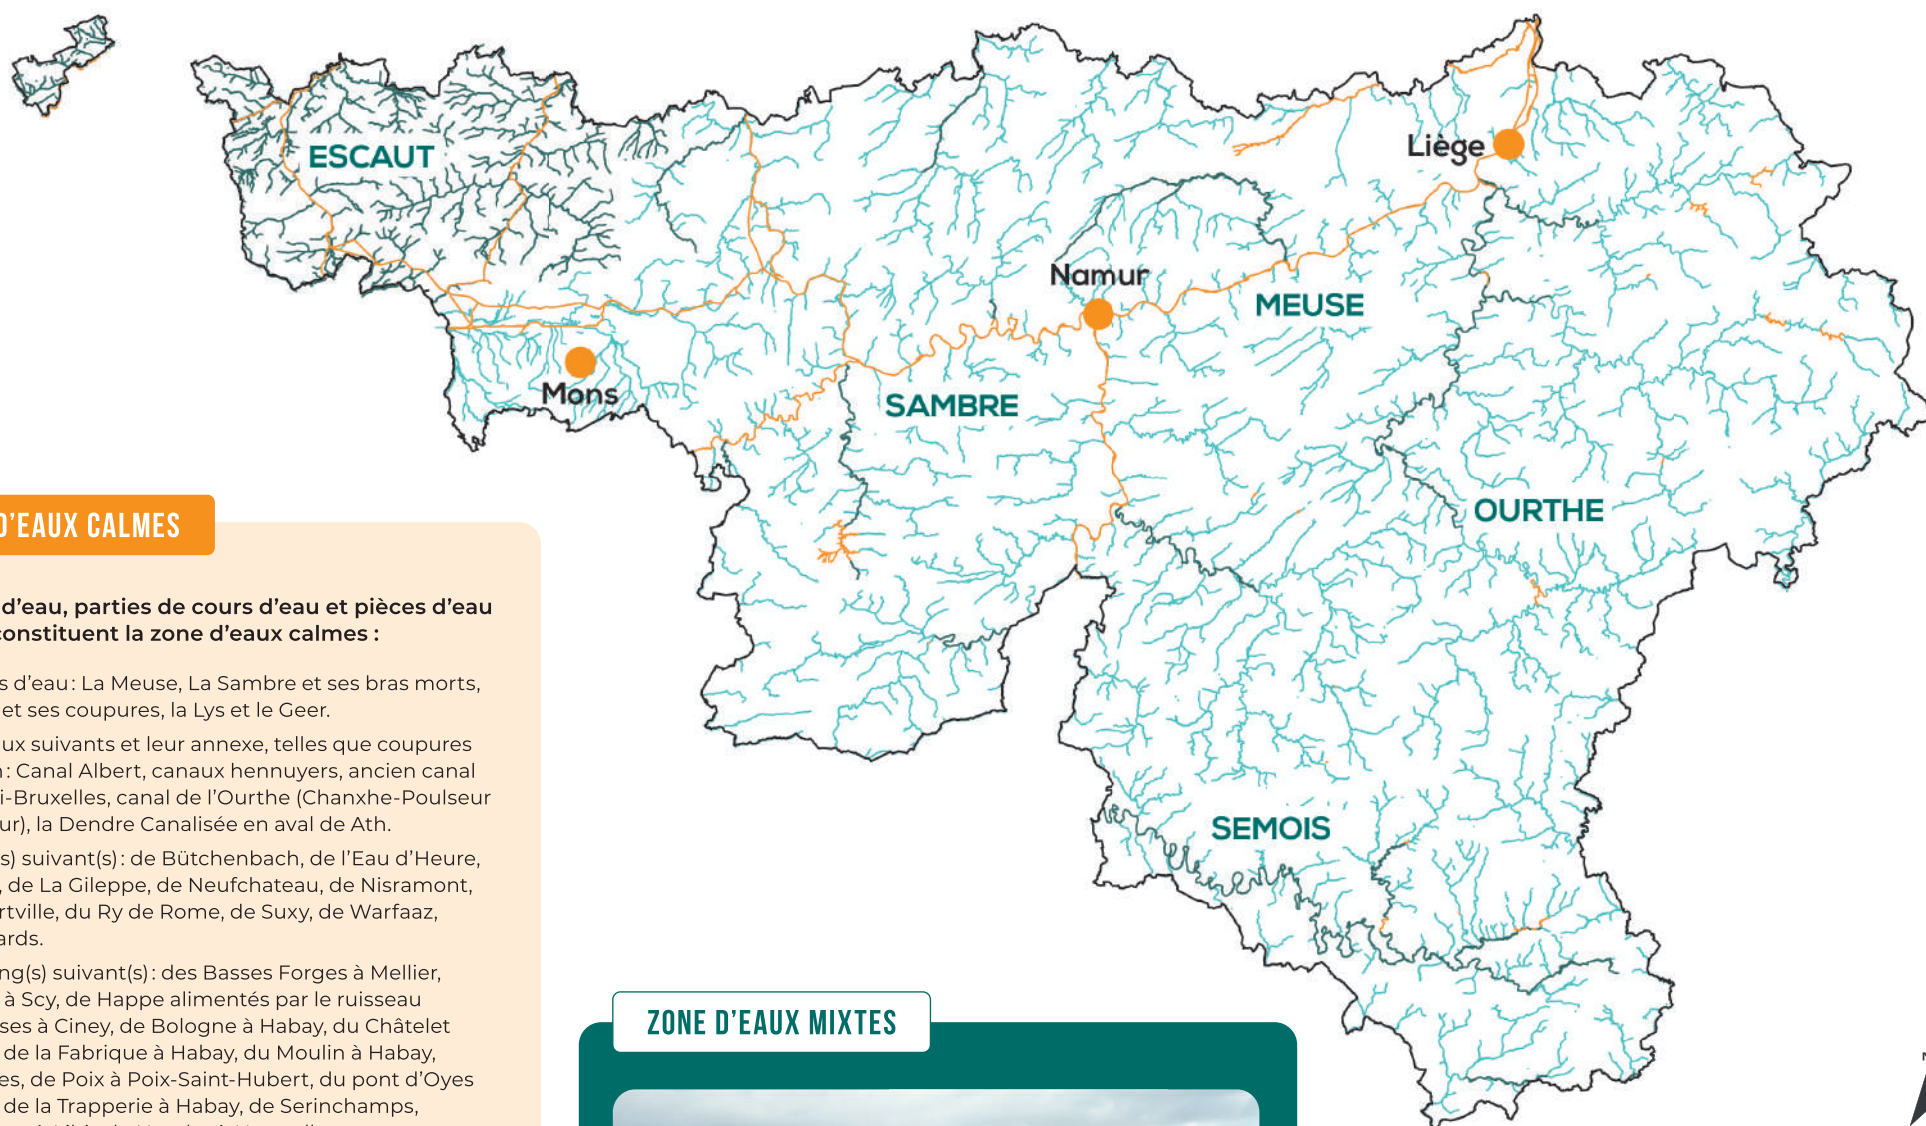 ESCAUT
Liège
Namur
MEUSE
Mons
SAMBRE
OURTHE
SEMOIS
D’EAUX CALMES
d’eau, parties de cours d’eau et pièces d’eau
constituent la zone d’eaux calmes :
s d’eau : La Meuse, La Sambre et ses bras morts,
et ses coupures, la Lys et le Geer.
ux suivants et leur annexe, telles que coupures
: Canal Albert, canaux hennuyers, ancien canal
i-Bruxelles, canal de l’Ourthe (Chanxhe-Poulseur
ur), la Dendre Canalisée en aval de Ath.
s) suivant(s) : de Bütchenbach, de l’Eau d’Heure,
, de La Gileppe, de Neufchateau, de Nisramont,
rtville, du Ry de Rome, de Suxy, de Warfaaz,
ards.
ng(s) suivant(s) : des Basses Forges à Mellier,
à Scy, de Happe alimentés par le ruisseau
ses à Ciney, de Bologne à Habay, du Châtelet
de la Fabrique à Habay, du Moulin à Habay,
es, de Poix à Poix-Saint-Hubert, du pont d’Oyes
de la Trapperie à Habay, de Serinchamps,
ZONE D’EAUX MIXTES